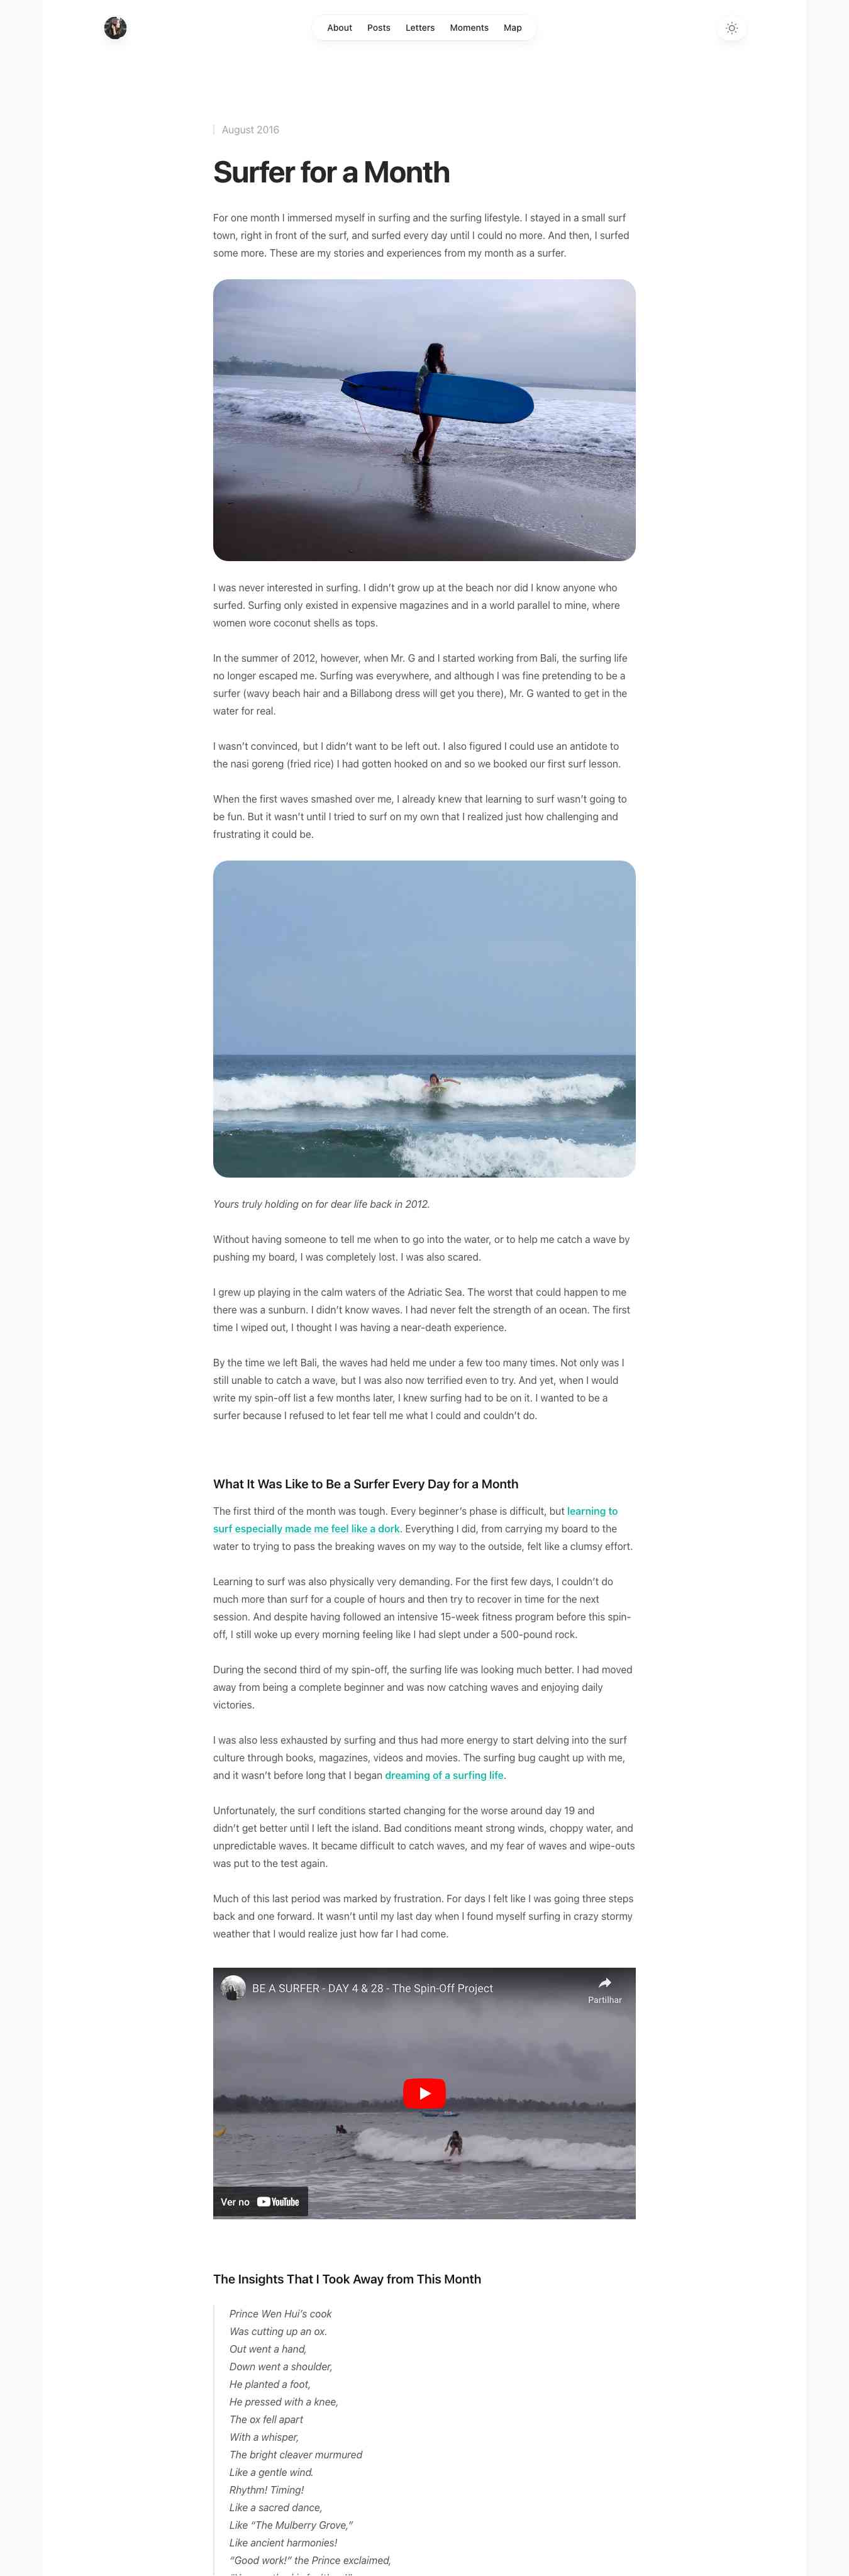 About Posts Letters Moments Map
August 2016
Surfer for a Month
For one month I immersed myself in surfing and the surfing lifestyle. I stayed in a small surf
town, right in front of the surf, and surfed every day until I could no more. And then, I surfed
some more. These are my stories and experiences from my month as a surfer.
I was never interested in surfing. I didn’t grow up at the beach nor did I know anyone who
surfed. Surfing only existed in expensive magazines and in a world parallel to mine, where
women wore coconut shells as tops.
In the summer of 2012, however, when Mr. G and I started working from Bali, the surfing life
no longer escaped me. Surfing was everywhere, and although I was fine pretending to be a
surfer (wavy beach hair and a Billabong dress will get you there), Mr. G wanted to get in the
water for real.
I wasn’t convinced, but I didn’t want to be left out. I also figured I could use an antidote to
the nasi goreng (fried rice) I had gotten hooked on and so we booked our first surf lesson.
When the first waves smashed over me, I already knew that learning to surf wasn’t going to
be fun. But it wasn’t until I tried to surf on my own that I realized just how challenging and
frustrating it could be.
Yours truly holding on for dear life back in 2012.
Without having someone to tell me when to go into the water, or to help me catch a wave by
pushing my board, I was completely lost. I was also scared.
I grew up playing in the calm waters of the Adriatic Sea. The worst that could happen to me
there was a sunburn. I didn’t know waves. I had never felt the strength of an ocean. The first
time I wiped out, I thought I was having a near-death experience.
By the time we left Bali, the waves had held me under a few too many times. Not only was I
still unable to catch a wave, but I was also now terrified even to try. And yet, when I would
write my spin-off list a few months later, I knew surfing had to be on it. I wanted to be a
surfer because I refused to let fear tell me what I could and couldn’t do.
What It Was Like to Be a Surfer Every Day for a Month
The first third of the month was tough. Every beginner’s phase is difficult, but learning to
surf especially made me feel like a dork. Everything I did, from carrying my board to the
water to trying to pass the breaking waves on my way to the outside, felt like a clumsy effort.
Learning to surf was also physically very demanding. For the first few days, I couldn’t do
much more than surf for a couple of hours and then try to recover in time for the next
session. And despite having followed an intensive 15-week fitness program before this spin-
off, I still woke up every morning feeling like I had slept under a 500-pound rock.
During the second third of my spin-off, the surfing life was looking much better. I had moved
away from being a complete beginner and was now catching waves and enjoying daily
victories.
I was also less exhausted by surfing and thus had more energy to start delving into the surf
culture through books, magazines, videos and movies. The surfing bug caught up with me,
and it wasn’t before long that I began dreaming of a surfing life.
Unfortunately, the surf conditions started changing for the worse around day 19 and
didn’t get better until I left the island. Bad conditions meant strong winds, choppy water, and
unpredictable waves. It became difficult to catch waves, and my fear of waves and wipe-outs
was put to the test again.
Much of this last period was marked by frustration. For days I felt like I was going three steps
back and one forward. It wasn’t until my last day when I found myself surfing in crazy stormy
weather that I would realize just how far I had come.
BE A SURFER - DAY 4 & 28 - The Spin-Off Project
Partilhar
Ver no YouTube
The Insights That I Took Away from This Month
Prince Wen Hui’s cook
Was cutting up an ox.
Out went a hand,
Down went a shoulder,
He planted a foot,
He pressed with a knee,
The ox fell apart
With a whisper,
The bright cleaver murmured
Like a gentle wind.
Rhythm! Timing!
Like a sacred dance,
Like “The Mulberry Grove,”
Like ancient harmonies!
“Good work!” the Prince exclaimed,